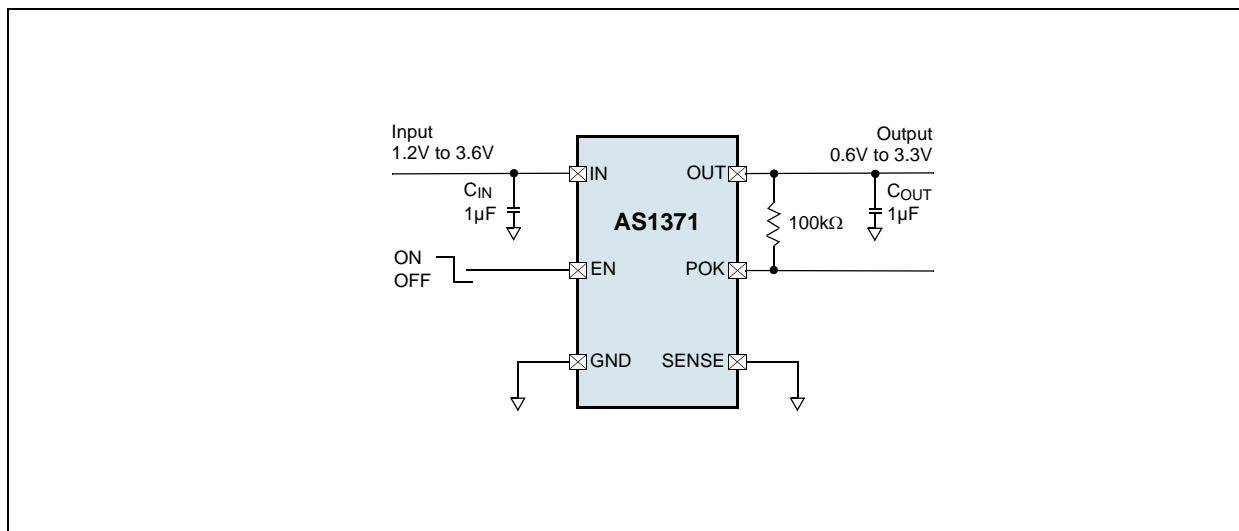 Input
1.2V to 3.6V
Output
0.6V to 3.3V
IN
OUT
CIN
1µF
COUT
1µF
AS1371
100kΩ
ON
OFF
EN
POK
GND
SENSE